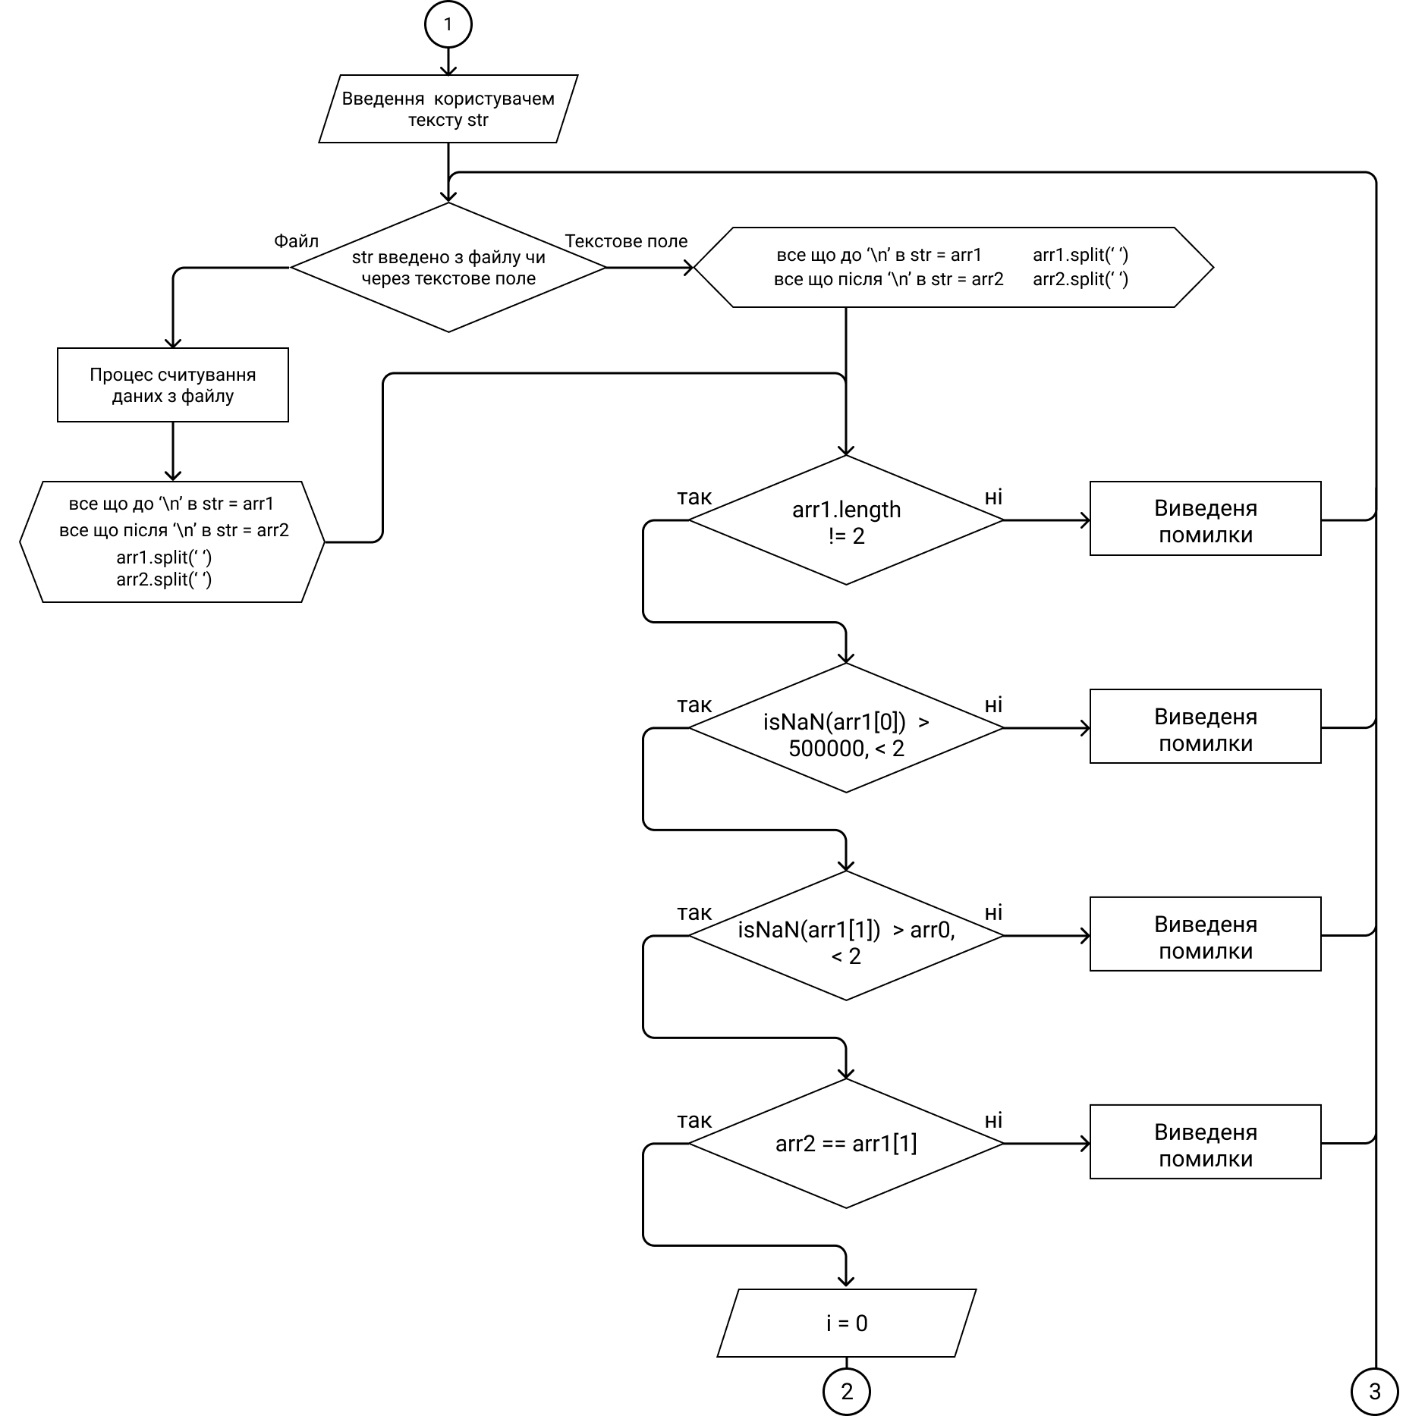 1
Введення користувачем
тексту str
Файл
str введено з файлу чи
через текстове поле
Текстове поле
все що до ‘\n’ в str = arr1 arr1.split(‘ ‘)
все що після ‘\n’ в str = arr2 arr2.split(‘ ‘)
Процес считування
даних з файлу
все що до ‘\n’ в str = arr1
все що після ‘\n’ в str = arr2
arr1.split(‘ ‘)
arr2.split(‘ ‘)
так
arr1.length
!= 2
ні
Виведеня
помилки
так
isNaN(arr1[0]) >
500000, < 2
ні
Виведеня
помилки
так
isNaN(arr1[1]) > arr0,
< 2
ні
Виведеня
помилки
так
arr2 == arr1[1]
ні
Виведеня
помилки
i = 0
2
3